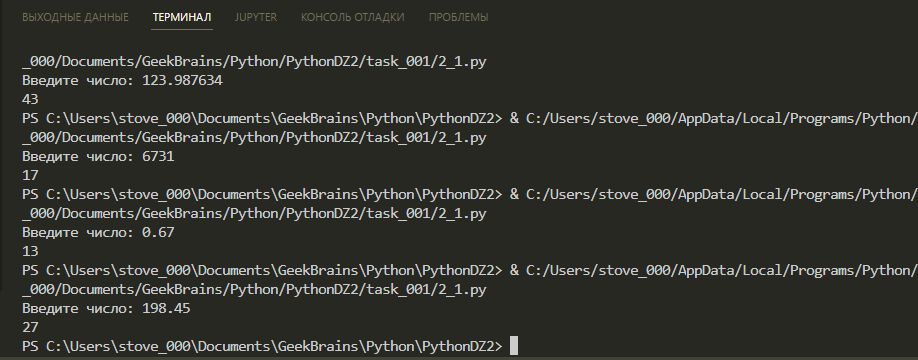 ВЫХОДНЫЕ ДАННЫЕ ТЕРМИНАЛ JUPYTER КОНСОЛЬ ОТЛАДКИ ПРОБЛЕМЫ
_000/Documents/GeekBrains/Python/PythonDZ2/task_001/2_1.py
Введите число: 123.987634
43
PS C:\Users\stove_000\Documents\GeekBrains\Python\PythonDZ2> & C:/Users/stove_000/AppData/Local/Programs/Python/
_000/Documents/GeekBrains/Python/PythonDZ2/task_001/2_1.py
Введите число: 6731
17
PS C:\Users\stove_000\Documents\GeekBrains\Python\PythonDZ2> & C:/Users/stove_000/AppData/Local/Programs/Python/
_000/Documents/GeekBrains/Python/PythonDZ2/task_001/2_1.py
Введите число: 0.67
13
PS C:\Users\stove_000\Documents\GeekBrains\Python\PythonDZ2> & C:/Users/stove_000/AppData/Local/Programs/Python/
_000/Documents/GeekBrains/Python/PythonDZ2/task_001/2_1.py
Введите число: 198.45
27
PS C:\Users\stove_000\Documents\GeekBrains\Python\PythonDZ2>